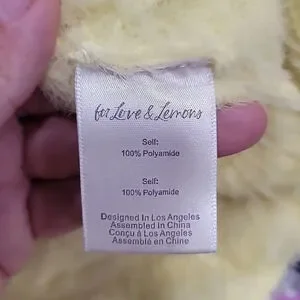 for Love & Lemons
Self:
100% Polyamide
Self:
100% Polyamide
Designed In Los Angeles
Assembled in China
Conçu á Los Angeles
Assemblé en Chine